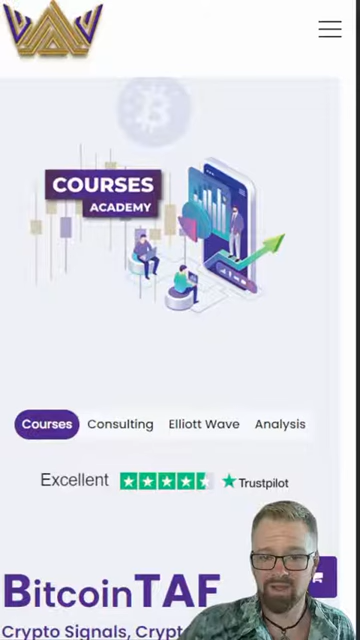 COURSES
ACADEMY
Courses Consulting Elliott Wave Analysis
Excellent Trustpilot
BitcoinTAF
Crypto Signals, Crypt